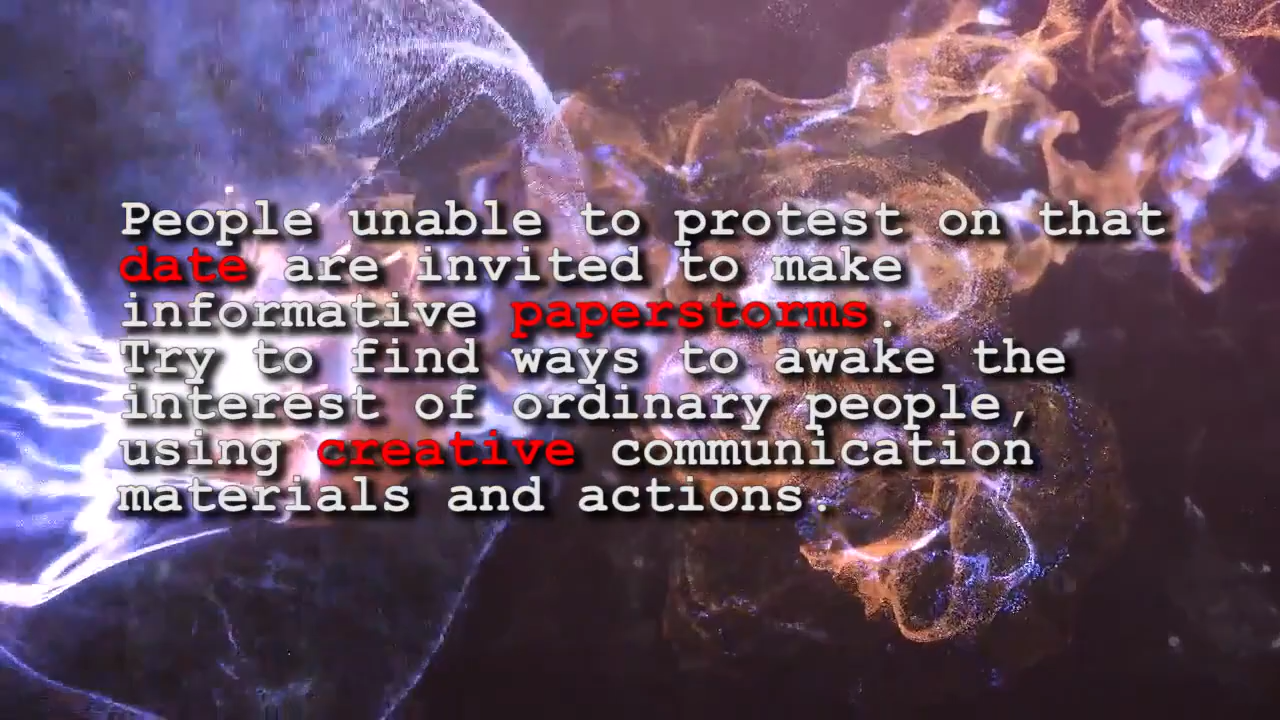 People unable to protest on that
date are invited to make
informative paperstorms.
Try to find ways to awake the
interest of ordinary people,
using creative communication
materials and actions.